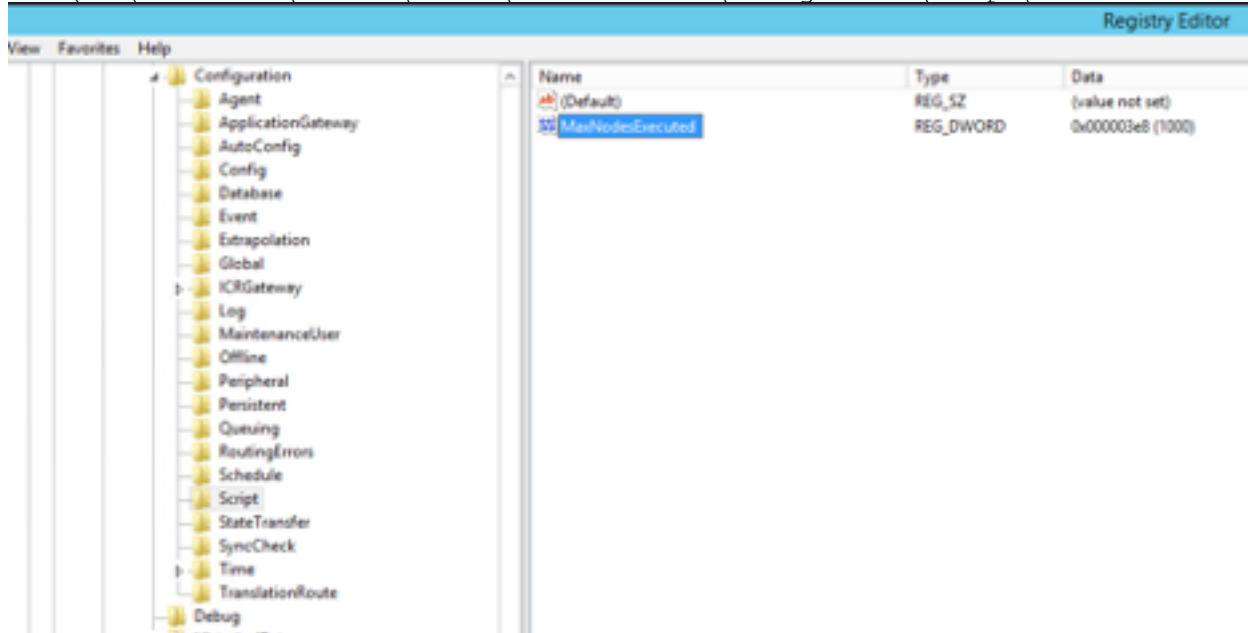 Registry Editor
View Favorites Help
Configuration
Agent
ApplicationGateway
AutoConfig
Config
Database
Event
Extrapolation
Global
ICRGateway
Log
MaintenanceUser
Offline
Peripheral
Persistent
Queuing
RoutingErrors
Schedule
Script
StateTransfer
SyncCheck
Time
TranslationRoute
Debug
Name Type Data
ab (Default) REG_SZ (value not set)
MaxNodesExecuted REG_DWORD 0x000003e8 (1000)